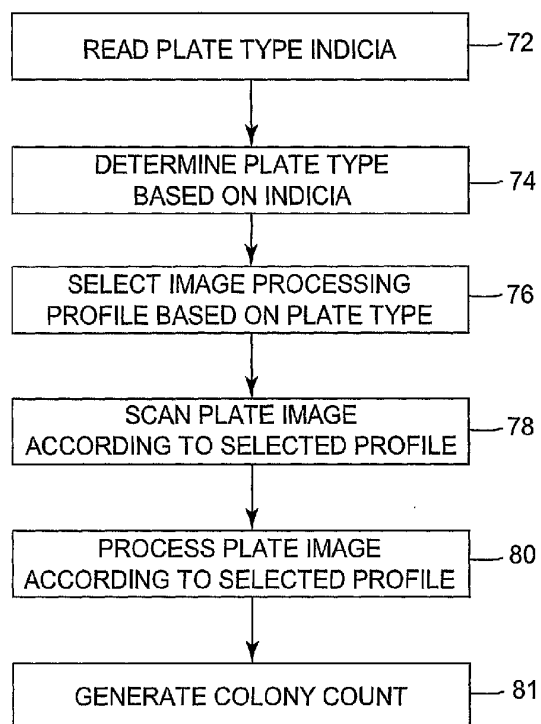 READ PLATE TYPE INDICIA
72
DETERMINE PLATE TYPE
BASED ON INDICIA
74
SELECT IMAGE PROCESSING
PROFILE BASED ON PLATE TYPE
76
SCAN PLATE IMAGE
ACCORDING TO SELECTED PROFILE
78
PROCESS PLATE IMAGE
ACCORDING TO SELECTED PROFILE
80
GENERATE COLONY COUNT
81